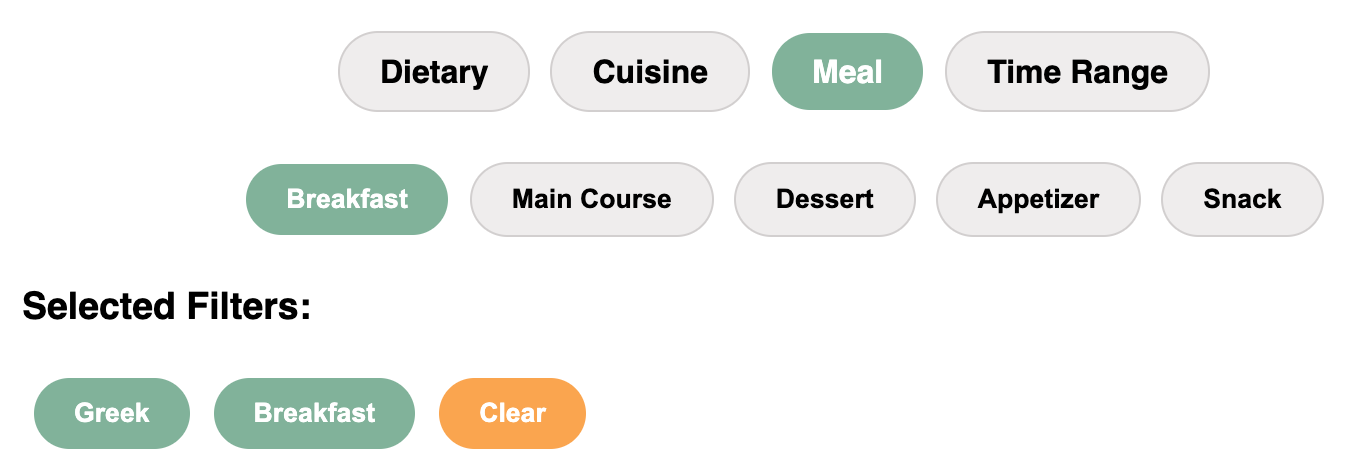 Dietary Cuisine Meal Time Range
Breakfast Main Course Dessert Appetizer Snack
Selected Filters:
Greek Breakfast Clear